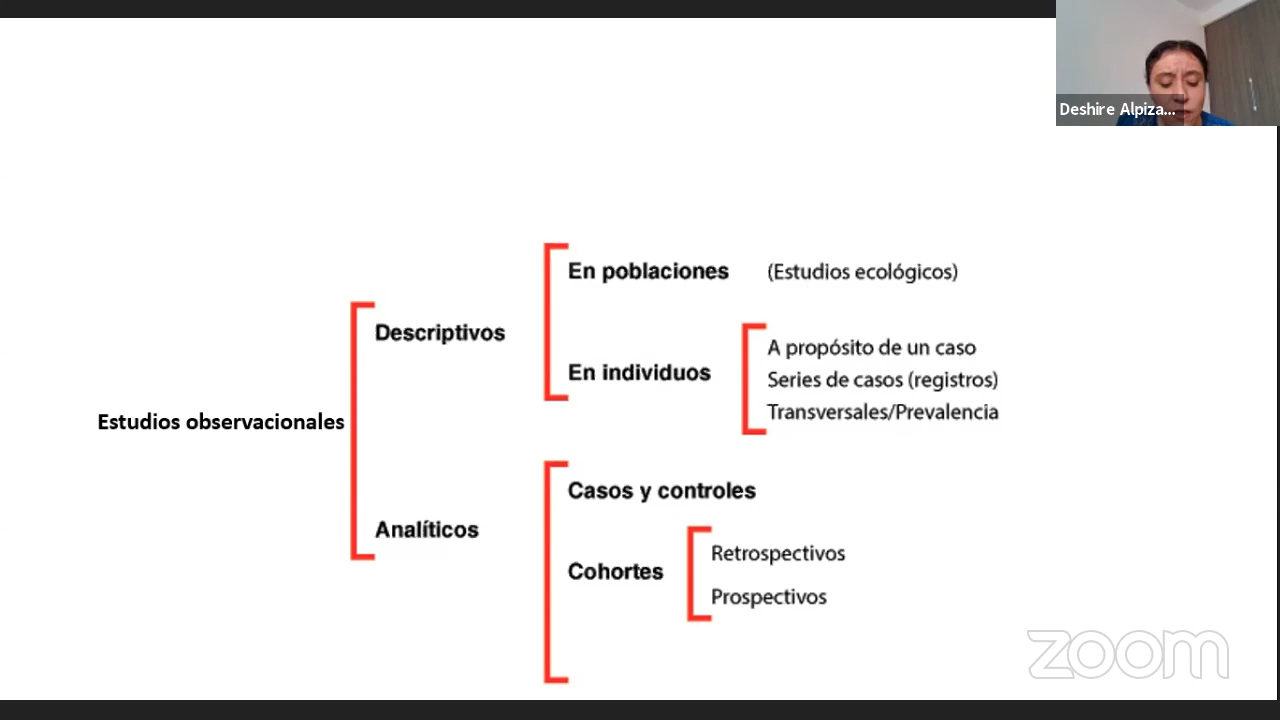 Deshire Alpiza...
En poblaciones (Estudios ecológicos)
Descriptivos
A propósito de un caso
En individuos
Series de casos (registros)
Transversales/Prevalencia
Estudios observacionales
Casos y controles
Analíticos
Retrospectivos
Cohortes
Prospectivos
zoom